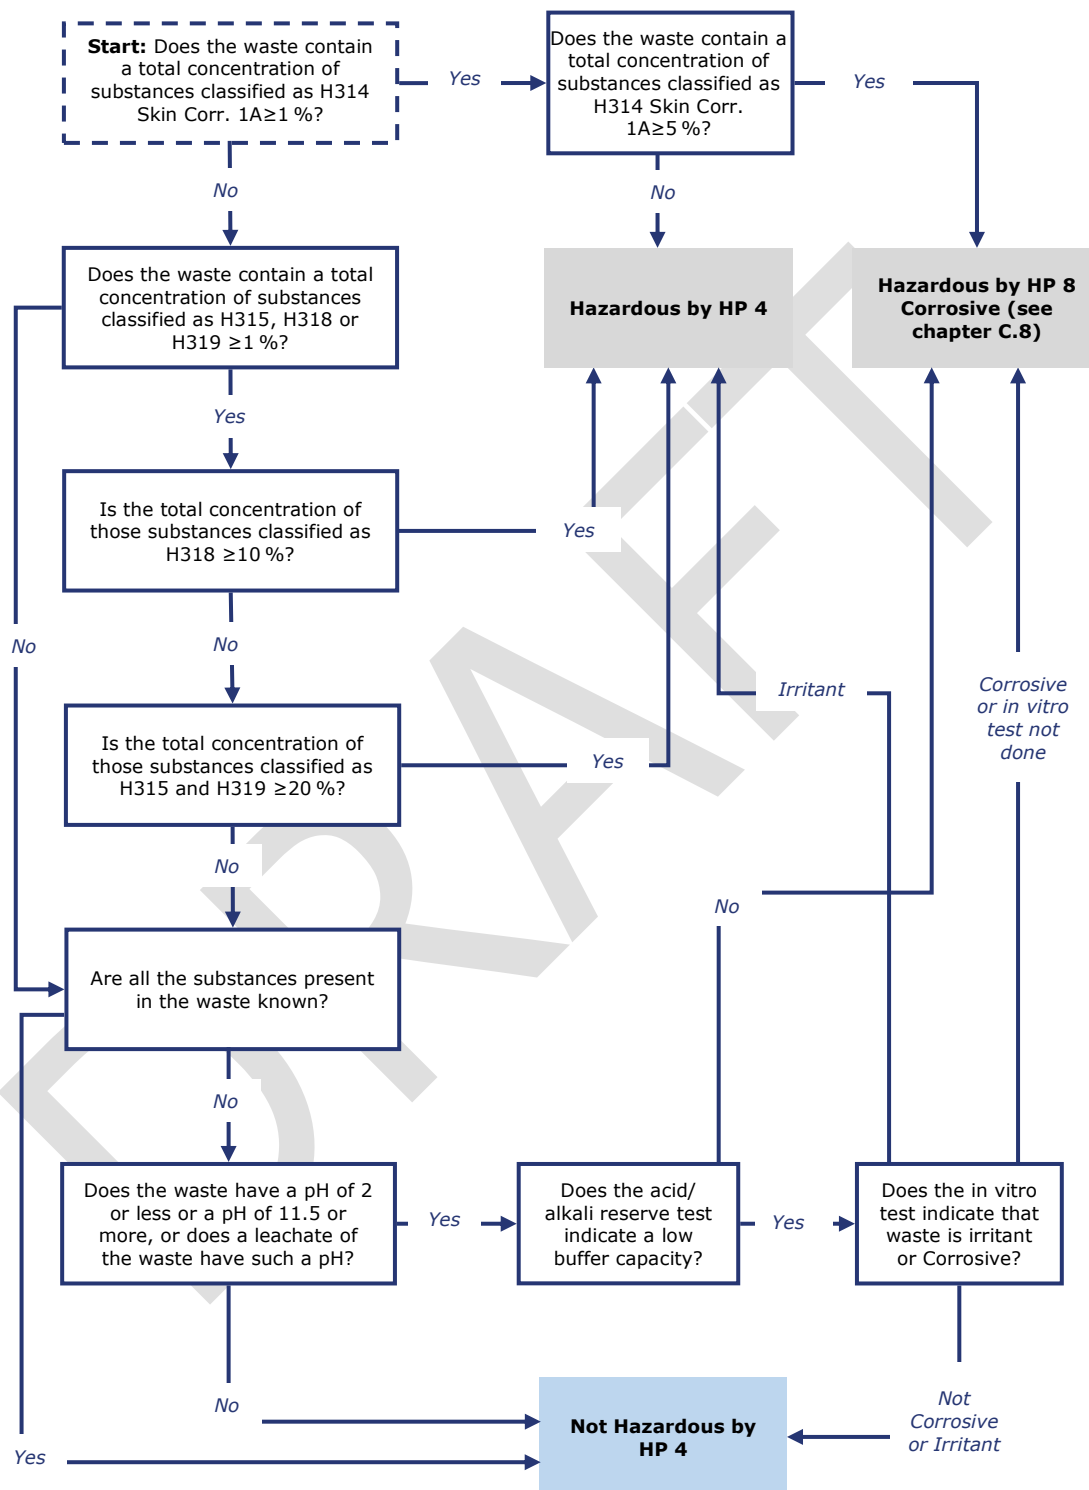 Start: Does the waste contain
a total concentration of
substances classified as H314
Skin Corr. 1A≥1 %?
Yes
Does the waste contain a
total concentration of
substances classified as
H314 Skin Corr.
1A≥5 %?
Yes
No
No
Does the waste contain a total
concentration of substances
classified as H315, H318 or
H319 ≥1 %?
Hazardous by HP 4
Hazardous by HP 8
Corrosive (see
chapter C.8)
Yes
Is the total concentration of
those substances classified as
H318 ≥10 %?
Yes
No
No
Irritant
Corrosive
or in vitro
test not
done
Is the total concentration of
those substances classified as
H315 and H319 ≥20 %?
Yes
No
No
Are all the substances present
in the waste known?
No
Does the waste have a pH of 2
or less or a pH of 11.5 or
more, or does a leachate of
the waste have such a pH?
Yes
Does the acid/
alkali reserve test
indicate a low
buffer capacity?
Yes
Does the in vitro
test indicate that
waste is irritant
or Corrosive?
No
Not
Corrosive
or Irritant
Not Hazardous by
HP 4
Yes
DRAFT